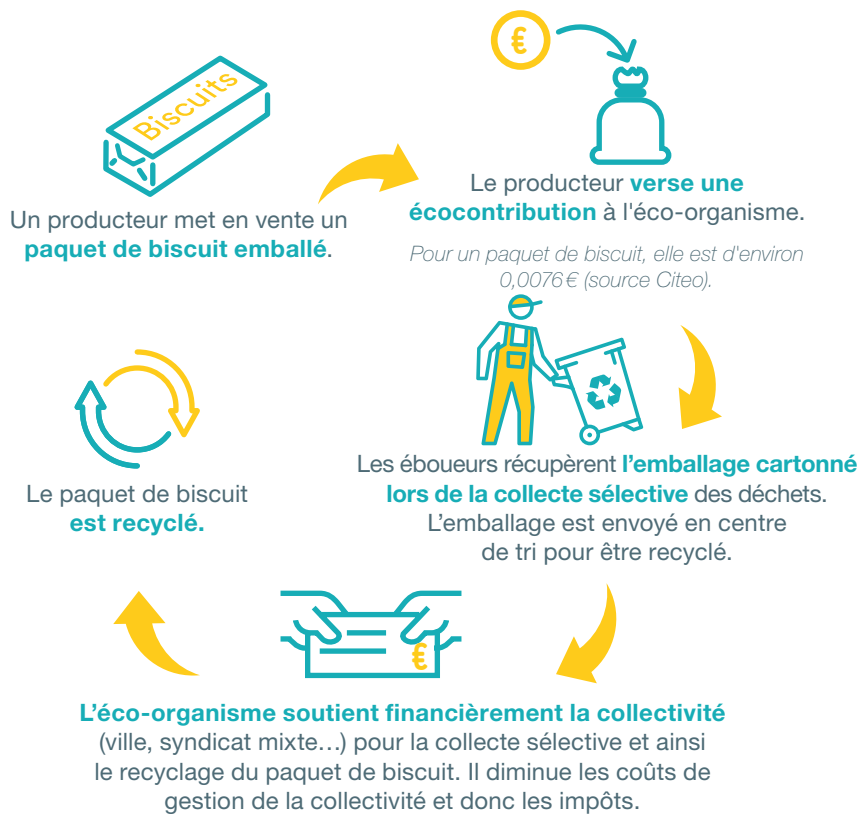 Biscuits
Un producteur met en vente un
paquet de biscuit emballé.
€
Le producteur verse une
écocontribution à l'éco-organisme.
Pour un paquet de biscuit, elle est d'environ
0,0076 € (source Citeo).
Les éboueurs récupèrent l’emballage cartonné
lors de la collecte sélective des déchets.
L’emballage est envoyé en centre
de tri pour être recyclé.
€
L’éco-organisme soutient financièrement la collectivité
(ville, syndicat mixte…) pour la collecte sélective et ainsi
le recyclage du paquet de biscuit. Il diminue les coûts de
gestion de la collectivité et donc les impôts.
Le paquet de biscuit
est recyclé.